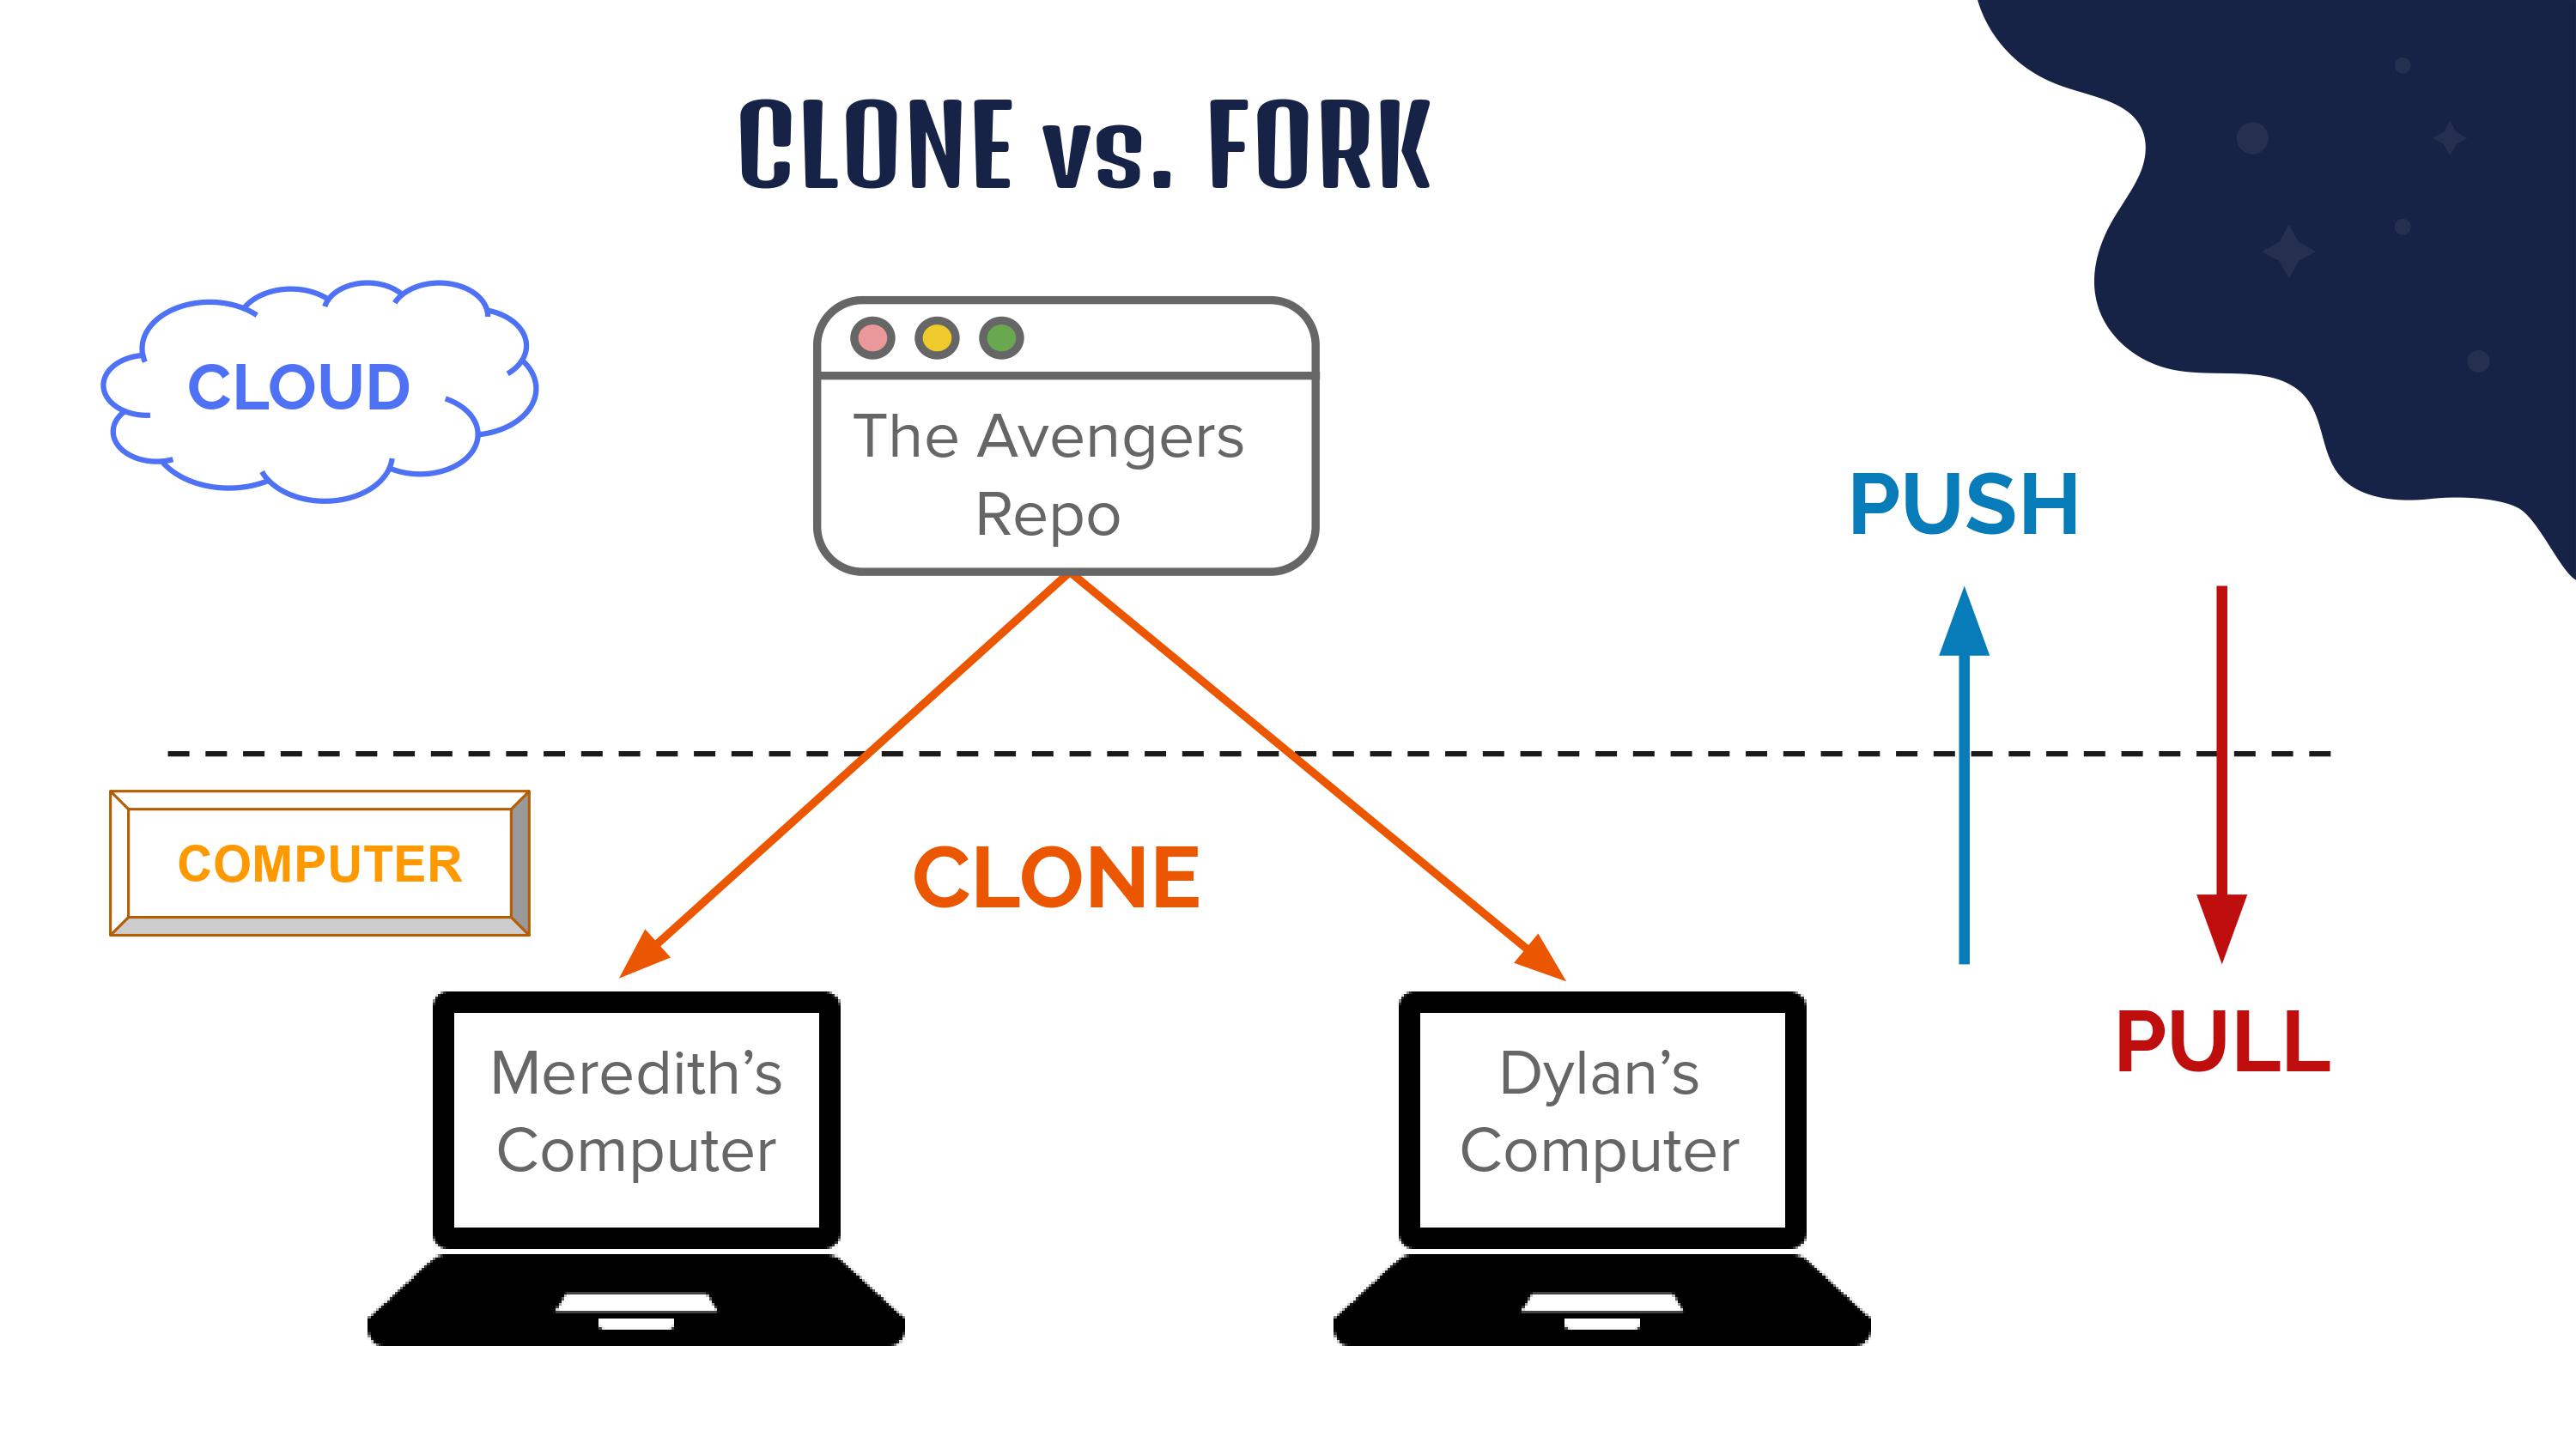 CLONE vs. FORK
CLOUD
The Avengers
Repo
PUSH
COMPUTER
CLONE
PULL
Meredith’s
Computer
Dylan’s
Computer